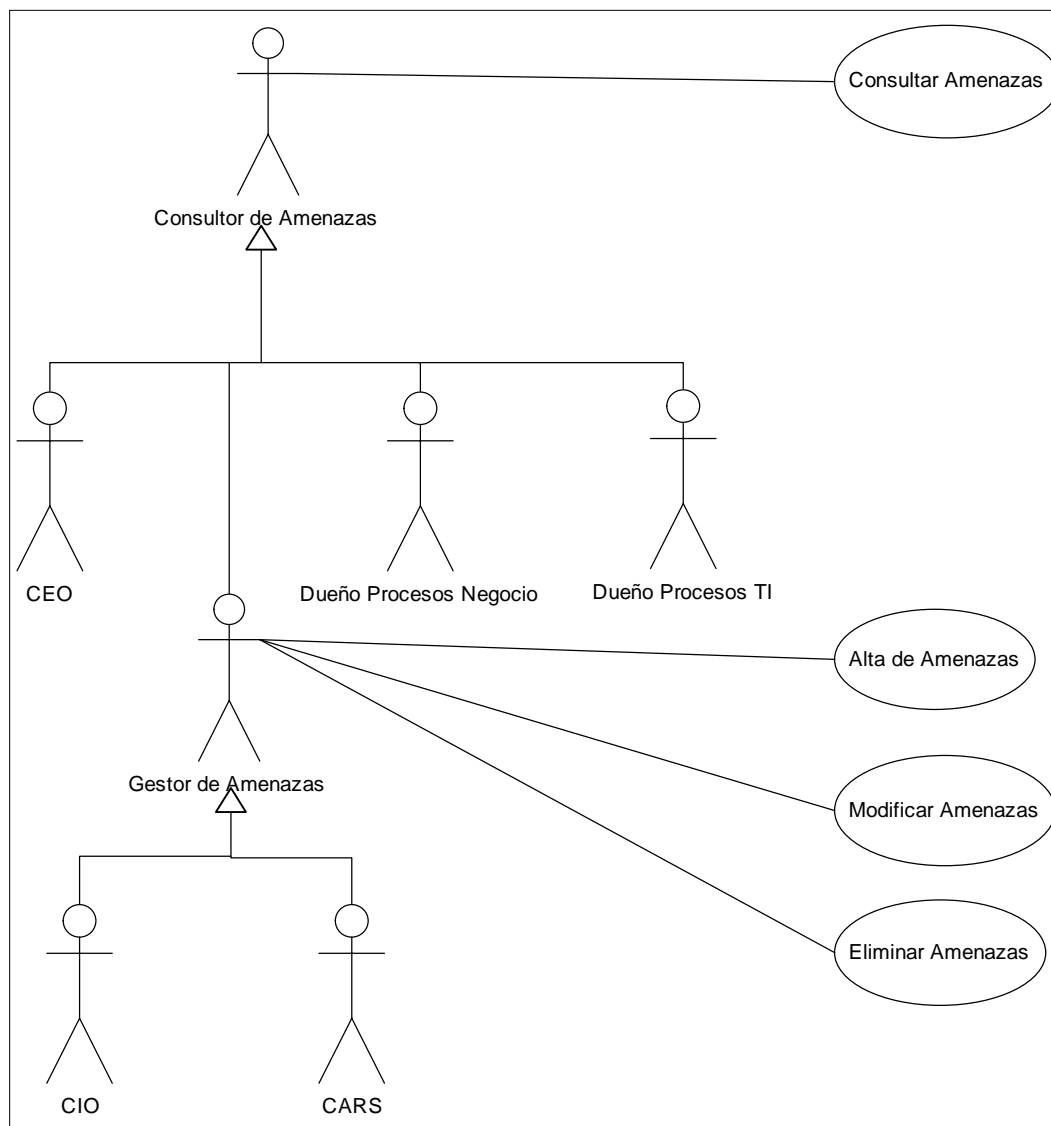 Consultar Amenazas
Consultor de Amenazas
CEO
Dueño Procesos Negocio
Dueño Procesos TI
Alta de Amenazas
Gestor de Amenazas
Modificar Amenazas
Eliminar Amenazas
CIO
CARS